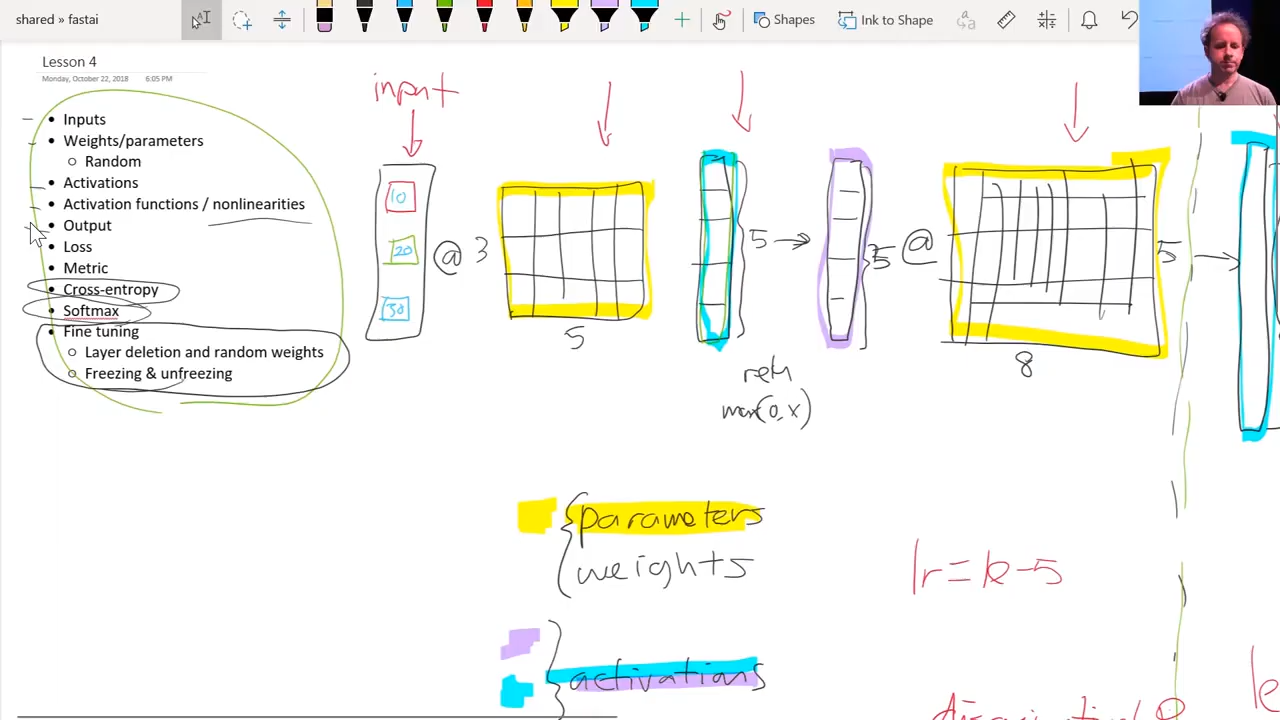 shared » fastai
Shapes
Ink to Shape
Lesson 4
Monday, October 22, 2018 6:05 PM
Inputs
Weights/parameters
Random
Activations
Activation functions / nonlinearities
Output
Loss
Metric
Cross-entropy
Softmax
Fine tuning
Layer deletion and random weights
Freezing & unfreezing
input
10
20
30
@ 3
5
5
5
@
5
8
relu
max(0,x)
parameters
weights
activations
lr = 1e-5